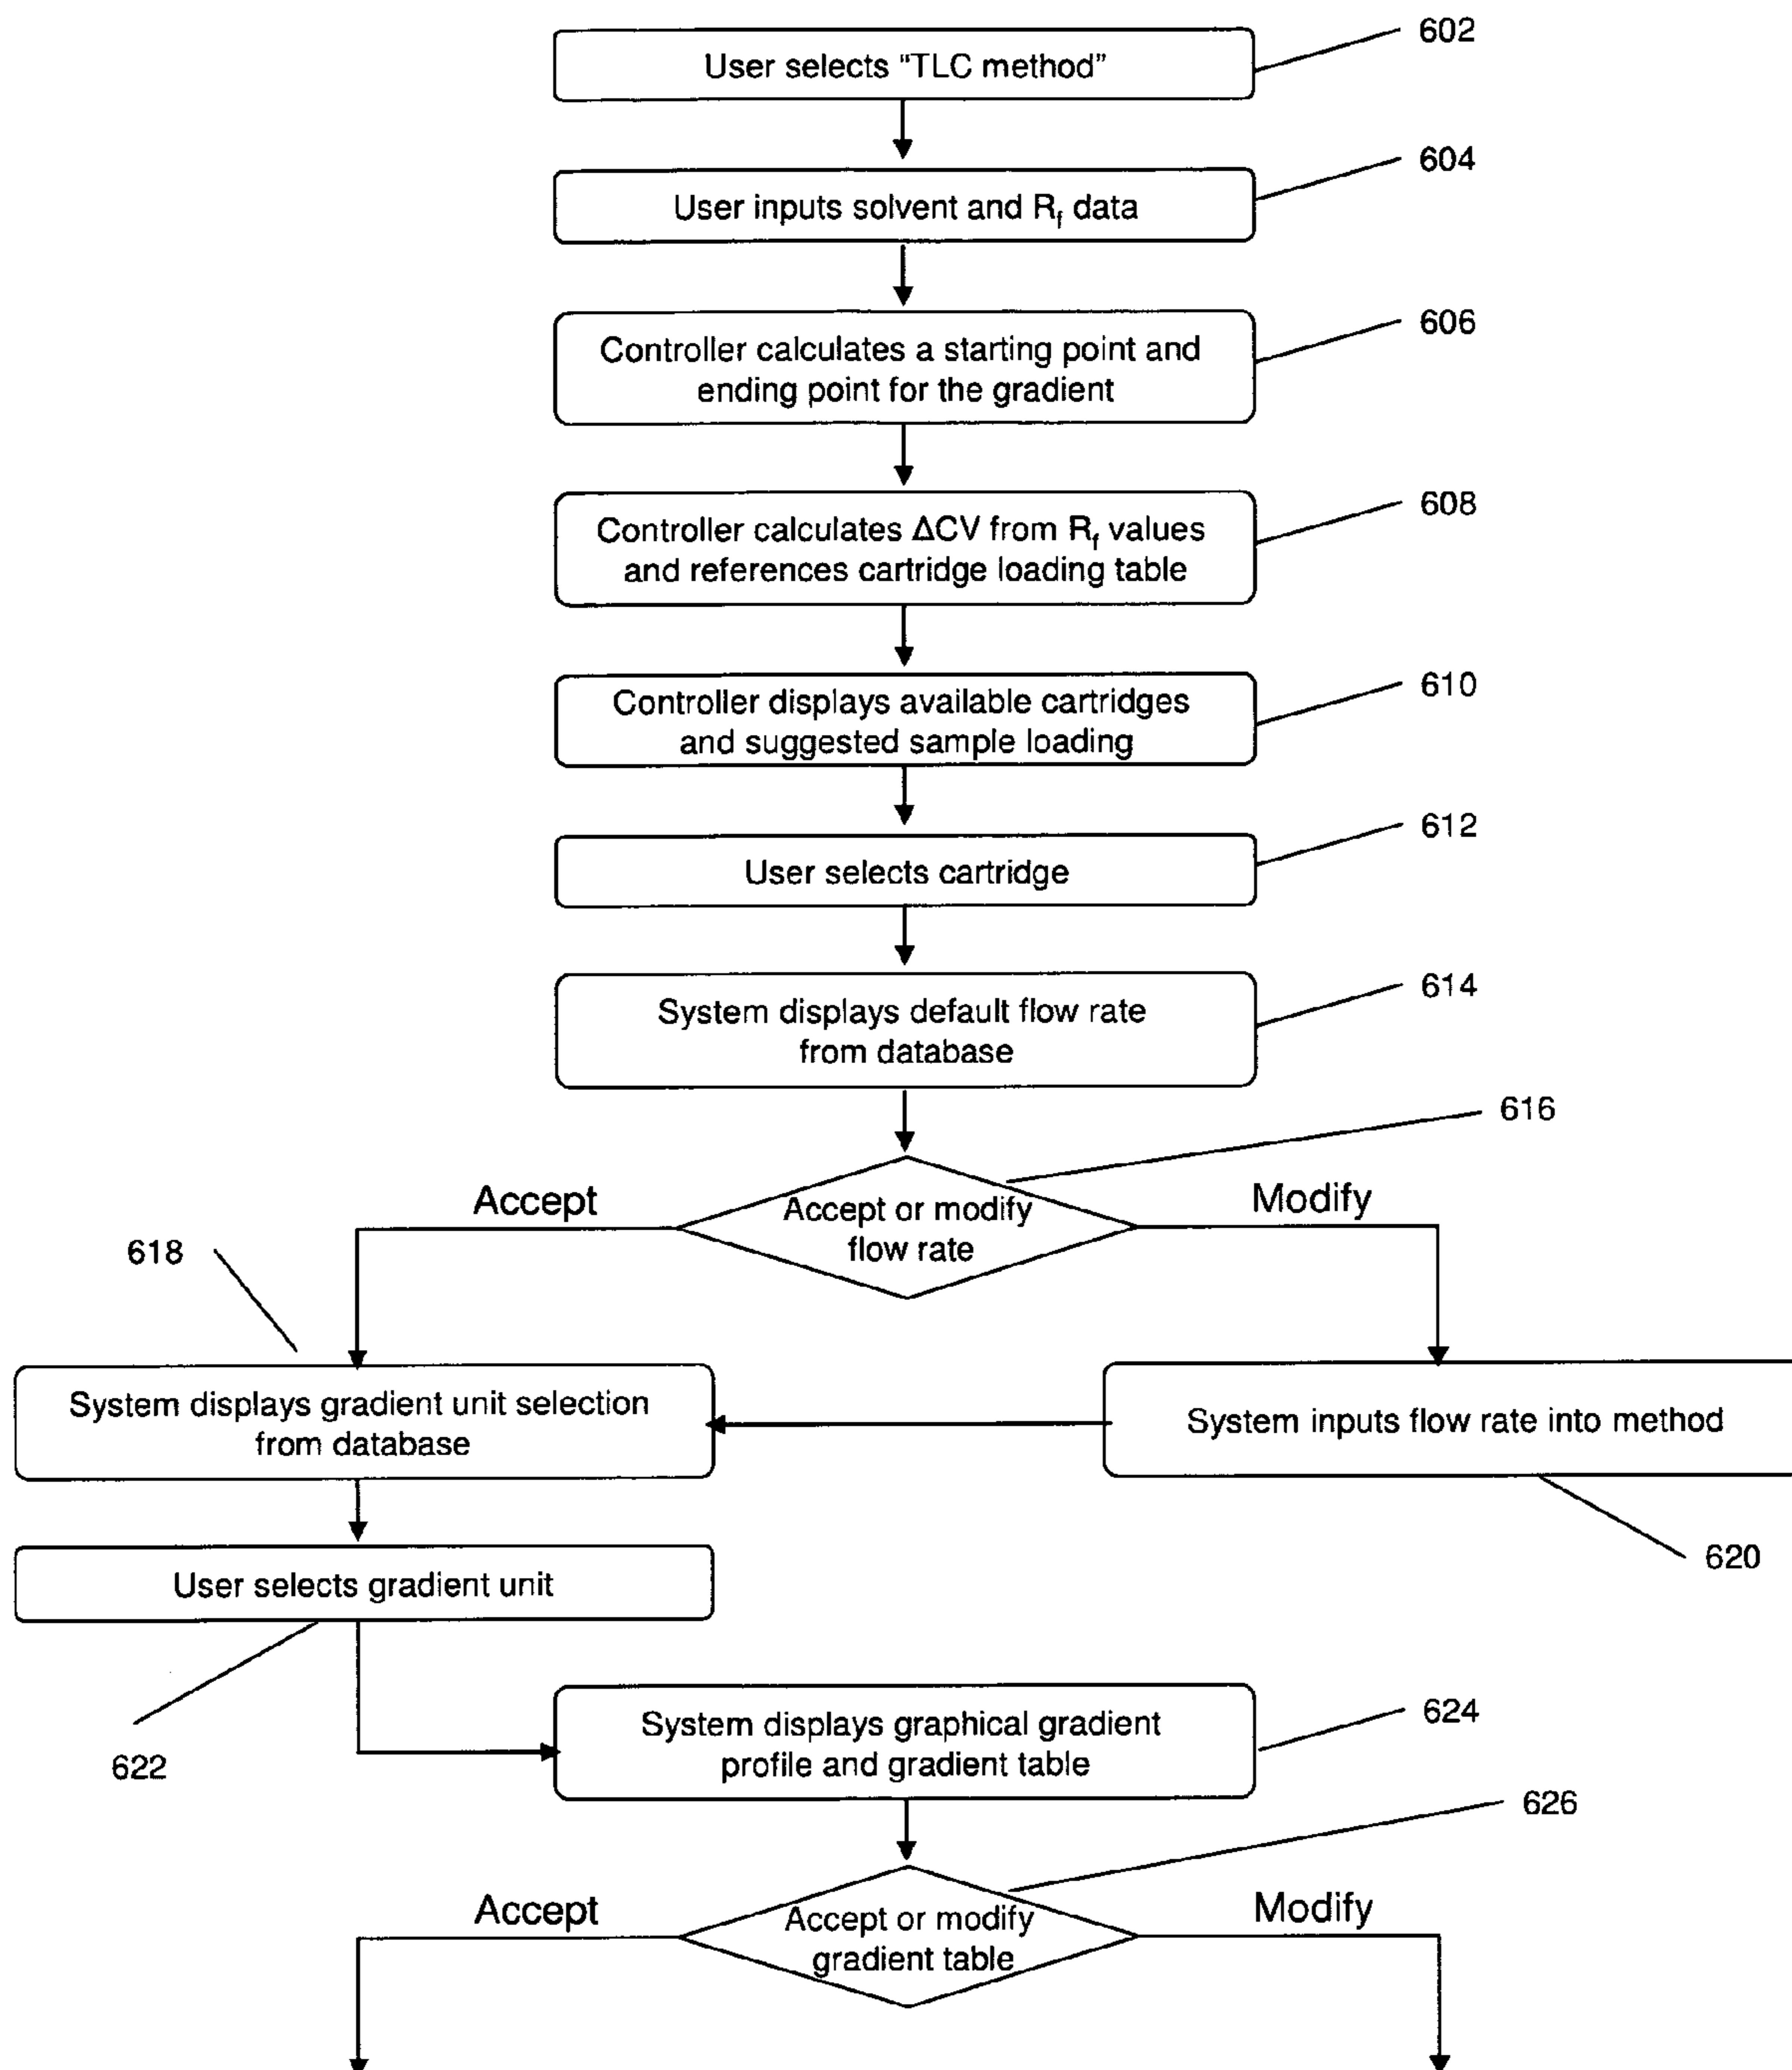 602
User selects “TLC method”
604
User inputs solvent and Rf data
606
Controller calculates a starting point and
ending point for the gradient
608
Controller calculates ΔCV from Rf values
and references cartridge loading table
610
Controller displays available cartridges
and suggested sample loading
612
User selects cartridge
614
System displays default flow rate
from database
616
Accept
Accept or modify
flow rate
Modify
618
System displays gradient unit selection
from database
System inputs flow rate into method
620
User selects gradient unit
622
624
System displays graphical gradient
profile and gradient table
626
Accept
Accept or modify
gradient table
Modify